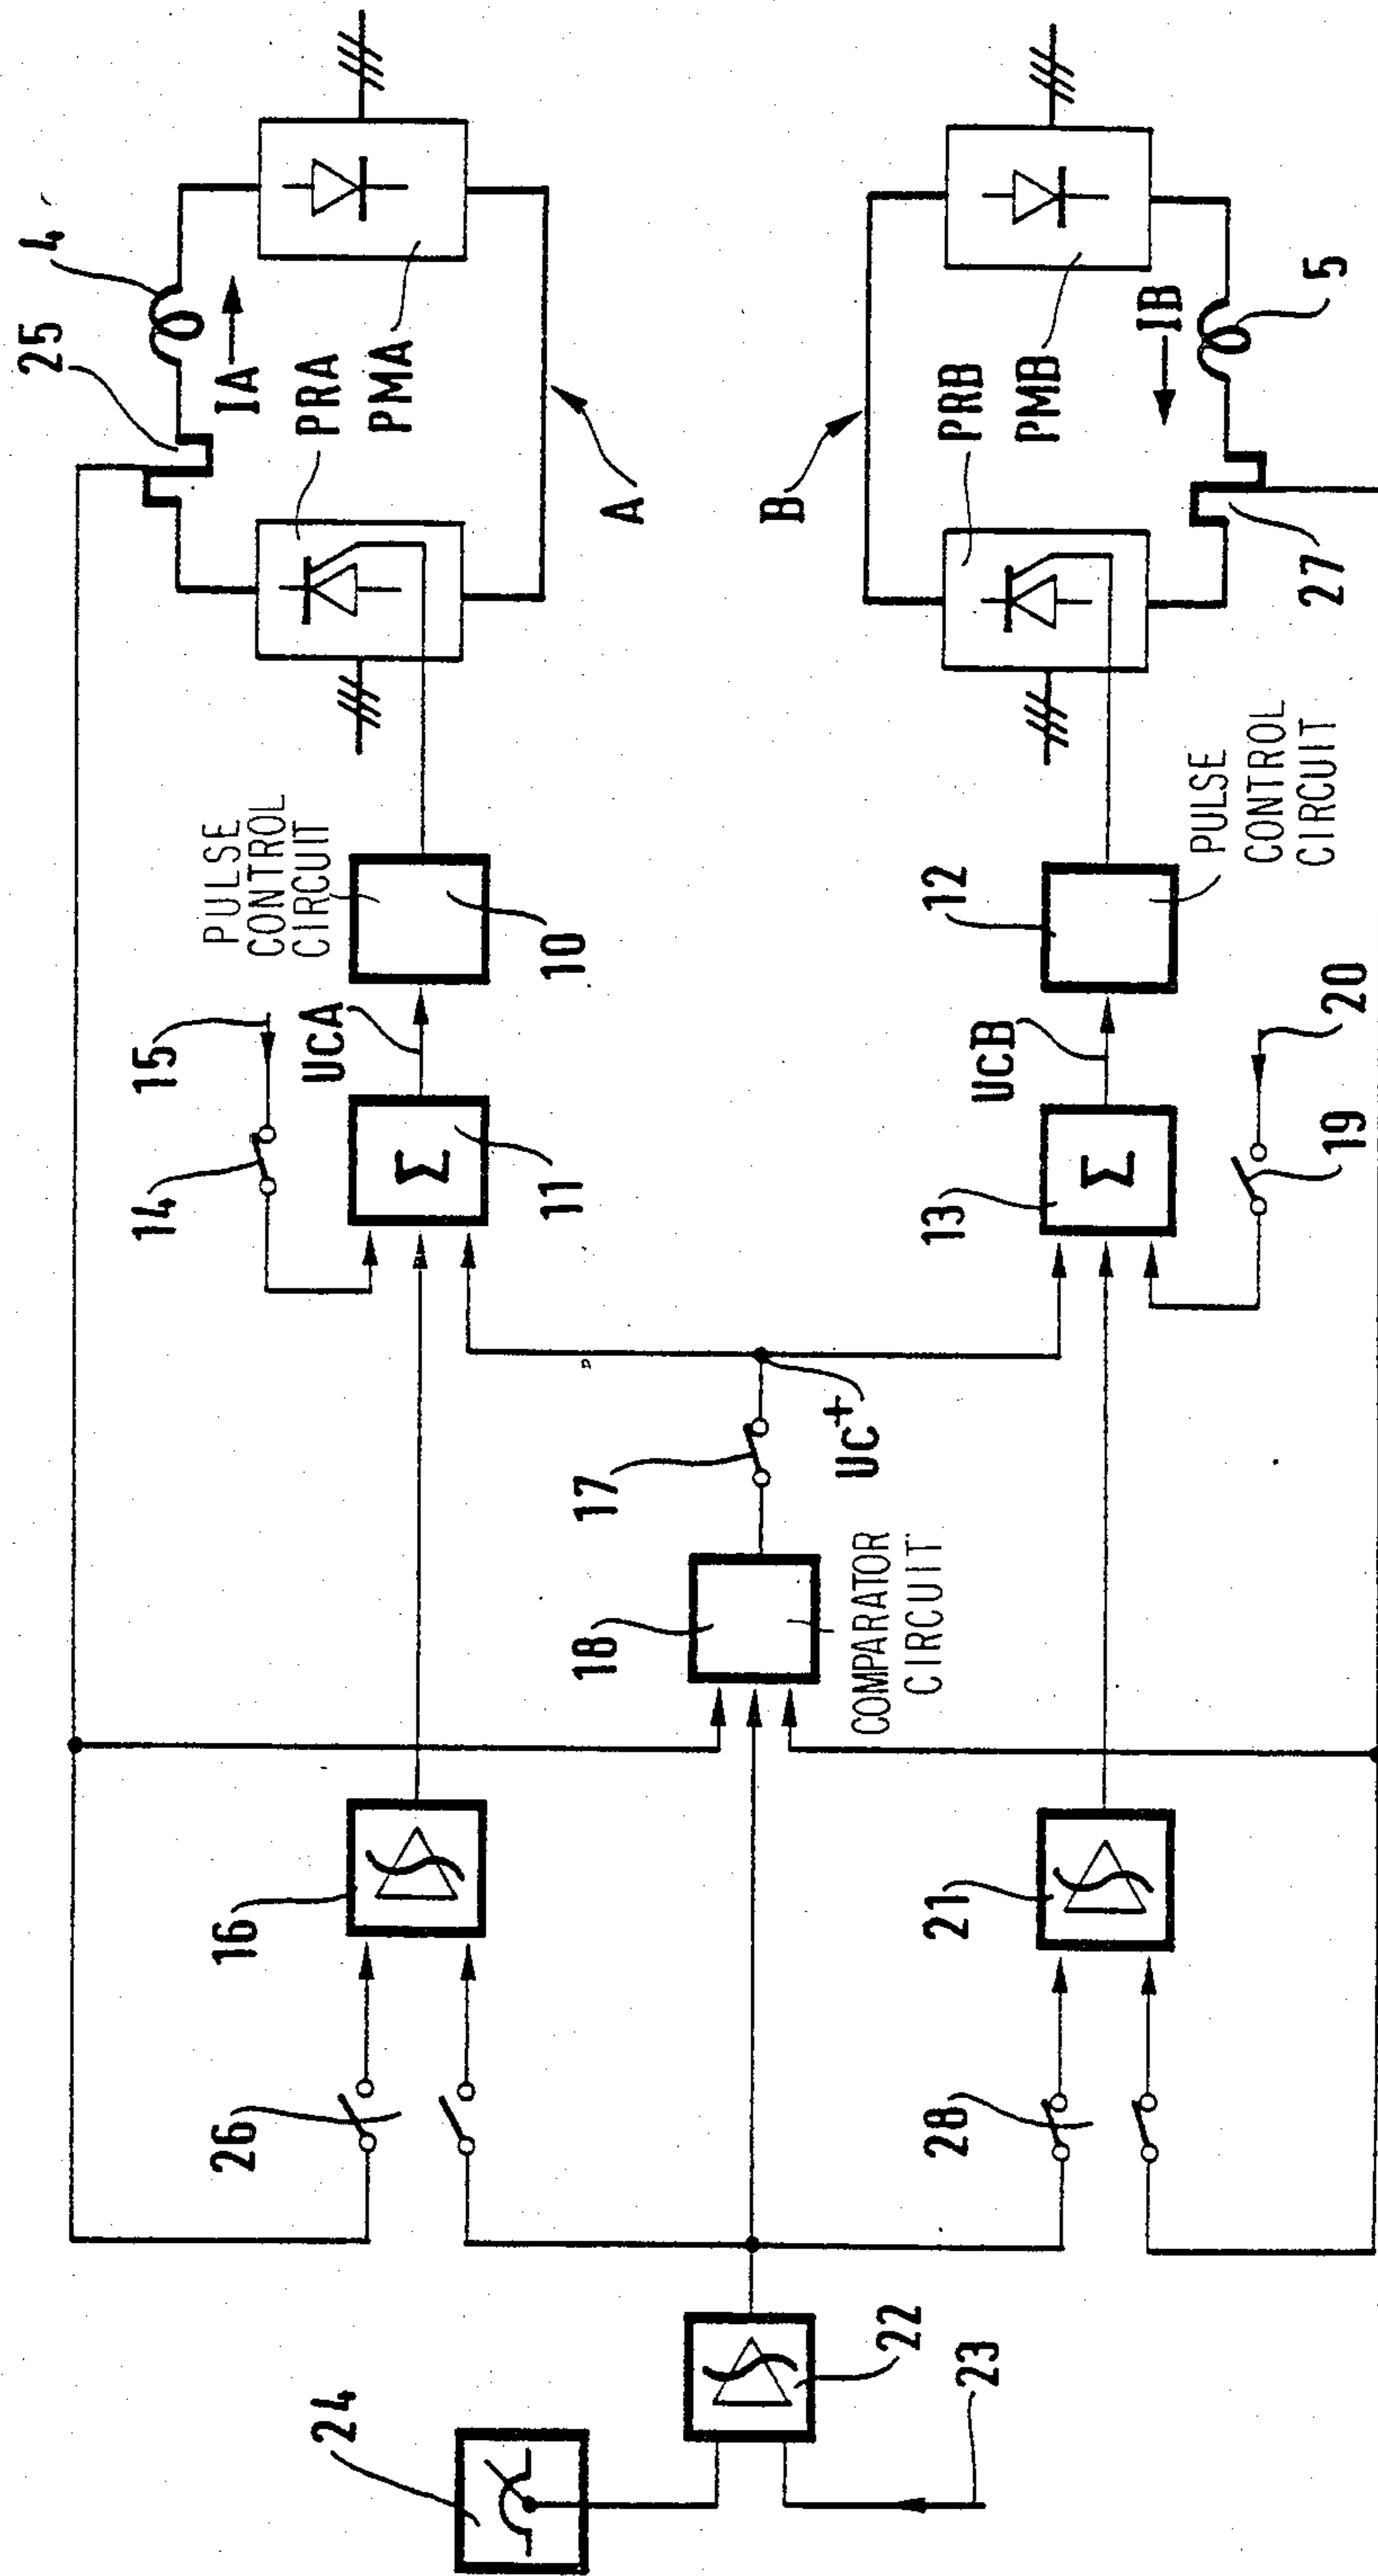 4
25
IA
PRA
PMA
A
PULSE
CONTROL
CIRCUIT
10
15
14
UCA
Σ
11
16
26
24
B
PRB
PMB
IB
5
27
12
PULSE
CONTROL
CIRCUIT
UCB
Σ
13
20
19
17
UC+
18
COMPARATOR
CIRCUIT
21
28
22
23